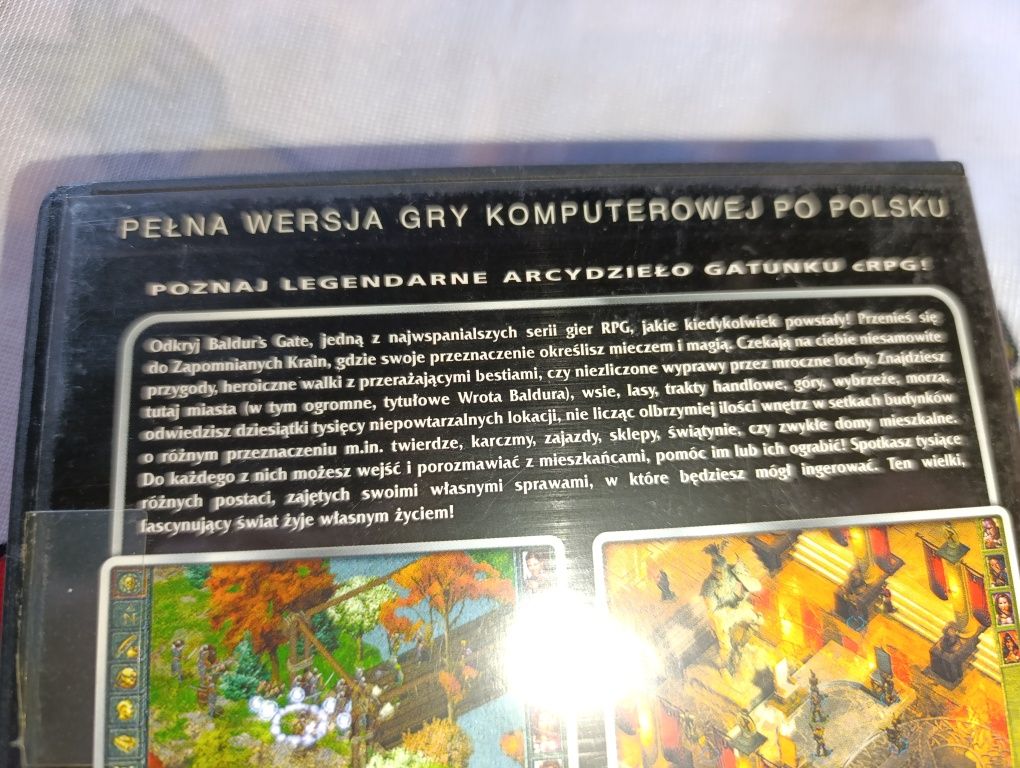 PEŁNA WERSJA GRY KOMPUTEROWEJ PO POLSKU
POZNAJ LEGENDARNE ARCYDZIEŁO GATUNKU cRPG!
Odkryj Baldur's Gate, jedną z najwspanialszych serii gier RPG, jakie kiedykolwiek powstały! Przenieś się
do Zapomnianych Krain, gdzie swoje przeznaczenie określisz mieczem i magią. Czekają na ciebie niesamowite
przygody, heroiczne walki z przerażającymi bestiami, czy niezliczone wyprawy przez mroczne lochy. Znajdziesz
tutaj miasta (w tym ogromne, tytułowe Wrota Baldura), wsie, lasy, trakty handlowe, góry, wybrzeże, morza,
odwiedzisz dziesiątki tysięcy niepowtarzalnych lokacji, nie licząc olbrzymiej ilości wnętrz w setkach budynków
o różnym przeznaczeniu m.in. twierdze, karczmy, zajazdy, sklepy, świątynie, czy zwykłe domy mieszkalne.
Do każdego z nich możesz wejść i porozmawiać z mieszkańcami, pomóc im lub ich ograbić! Spotkasz tysiące
różnych postaci, zajętych swoimi własnymi sprawami, w które będziesz mógł ingerować. Ten wielki,
fascynujący świat żyje własnym życiem!